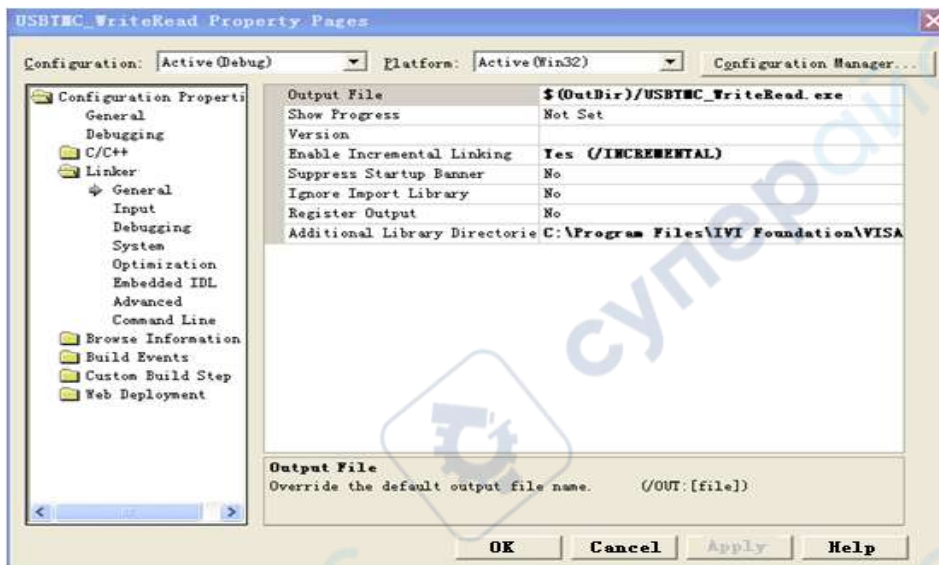 USBTMC_WriteRead Property Pages
Configuration: Active(Debug) Platform: Active(Win32) Configuration Manager...
Configuration Properti
General
Debugging
C/C++
Linker
General
Input
Debugging
System
Optimization
Embedded IDL
Advanced
Command Line
Browse Information
Build Events
Custom Build Step
Web Deployment
Output File $(OutDir)/USBTMC_WriteRead.exe
Show Progress Not Set
Version
Enable Incremental Linking Yes (/INCREMENTAL)
Suppress Startup Banner No
Ignore Import Library No
Register Output No
Additional Library Directorie C:\Program Files\IVI Foundation\VISA
Output File
Override the default output file name. (/OUT:[file])
OK Cancel Apply Help
суперайс